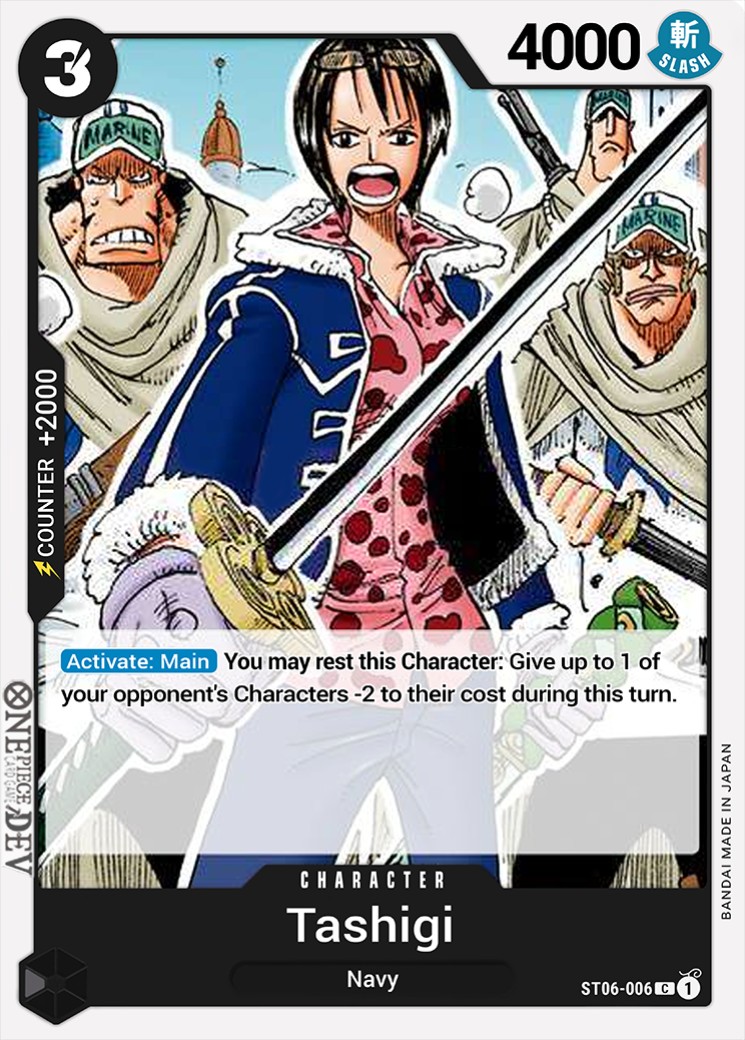 3
4000
斬
SLASH
MARINE
MARINE
MARINE
COUNTER +2000
Activate: Main You may rest this Character: Give up to 1 of
your opponent's Characters -2 to their cost during this turn.
ONE PIECE
CARD GAME
DEV
BANDAI MADE IN JAPAN
CHARACTER
Tashigi
Navy
ST06-006 C 1